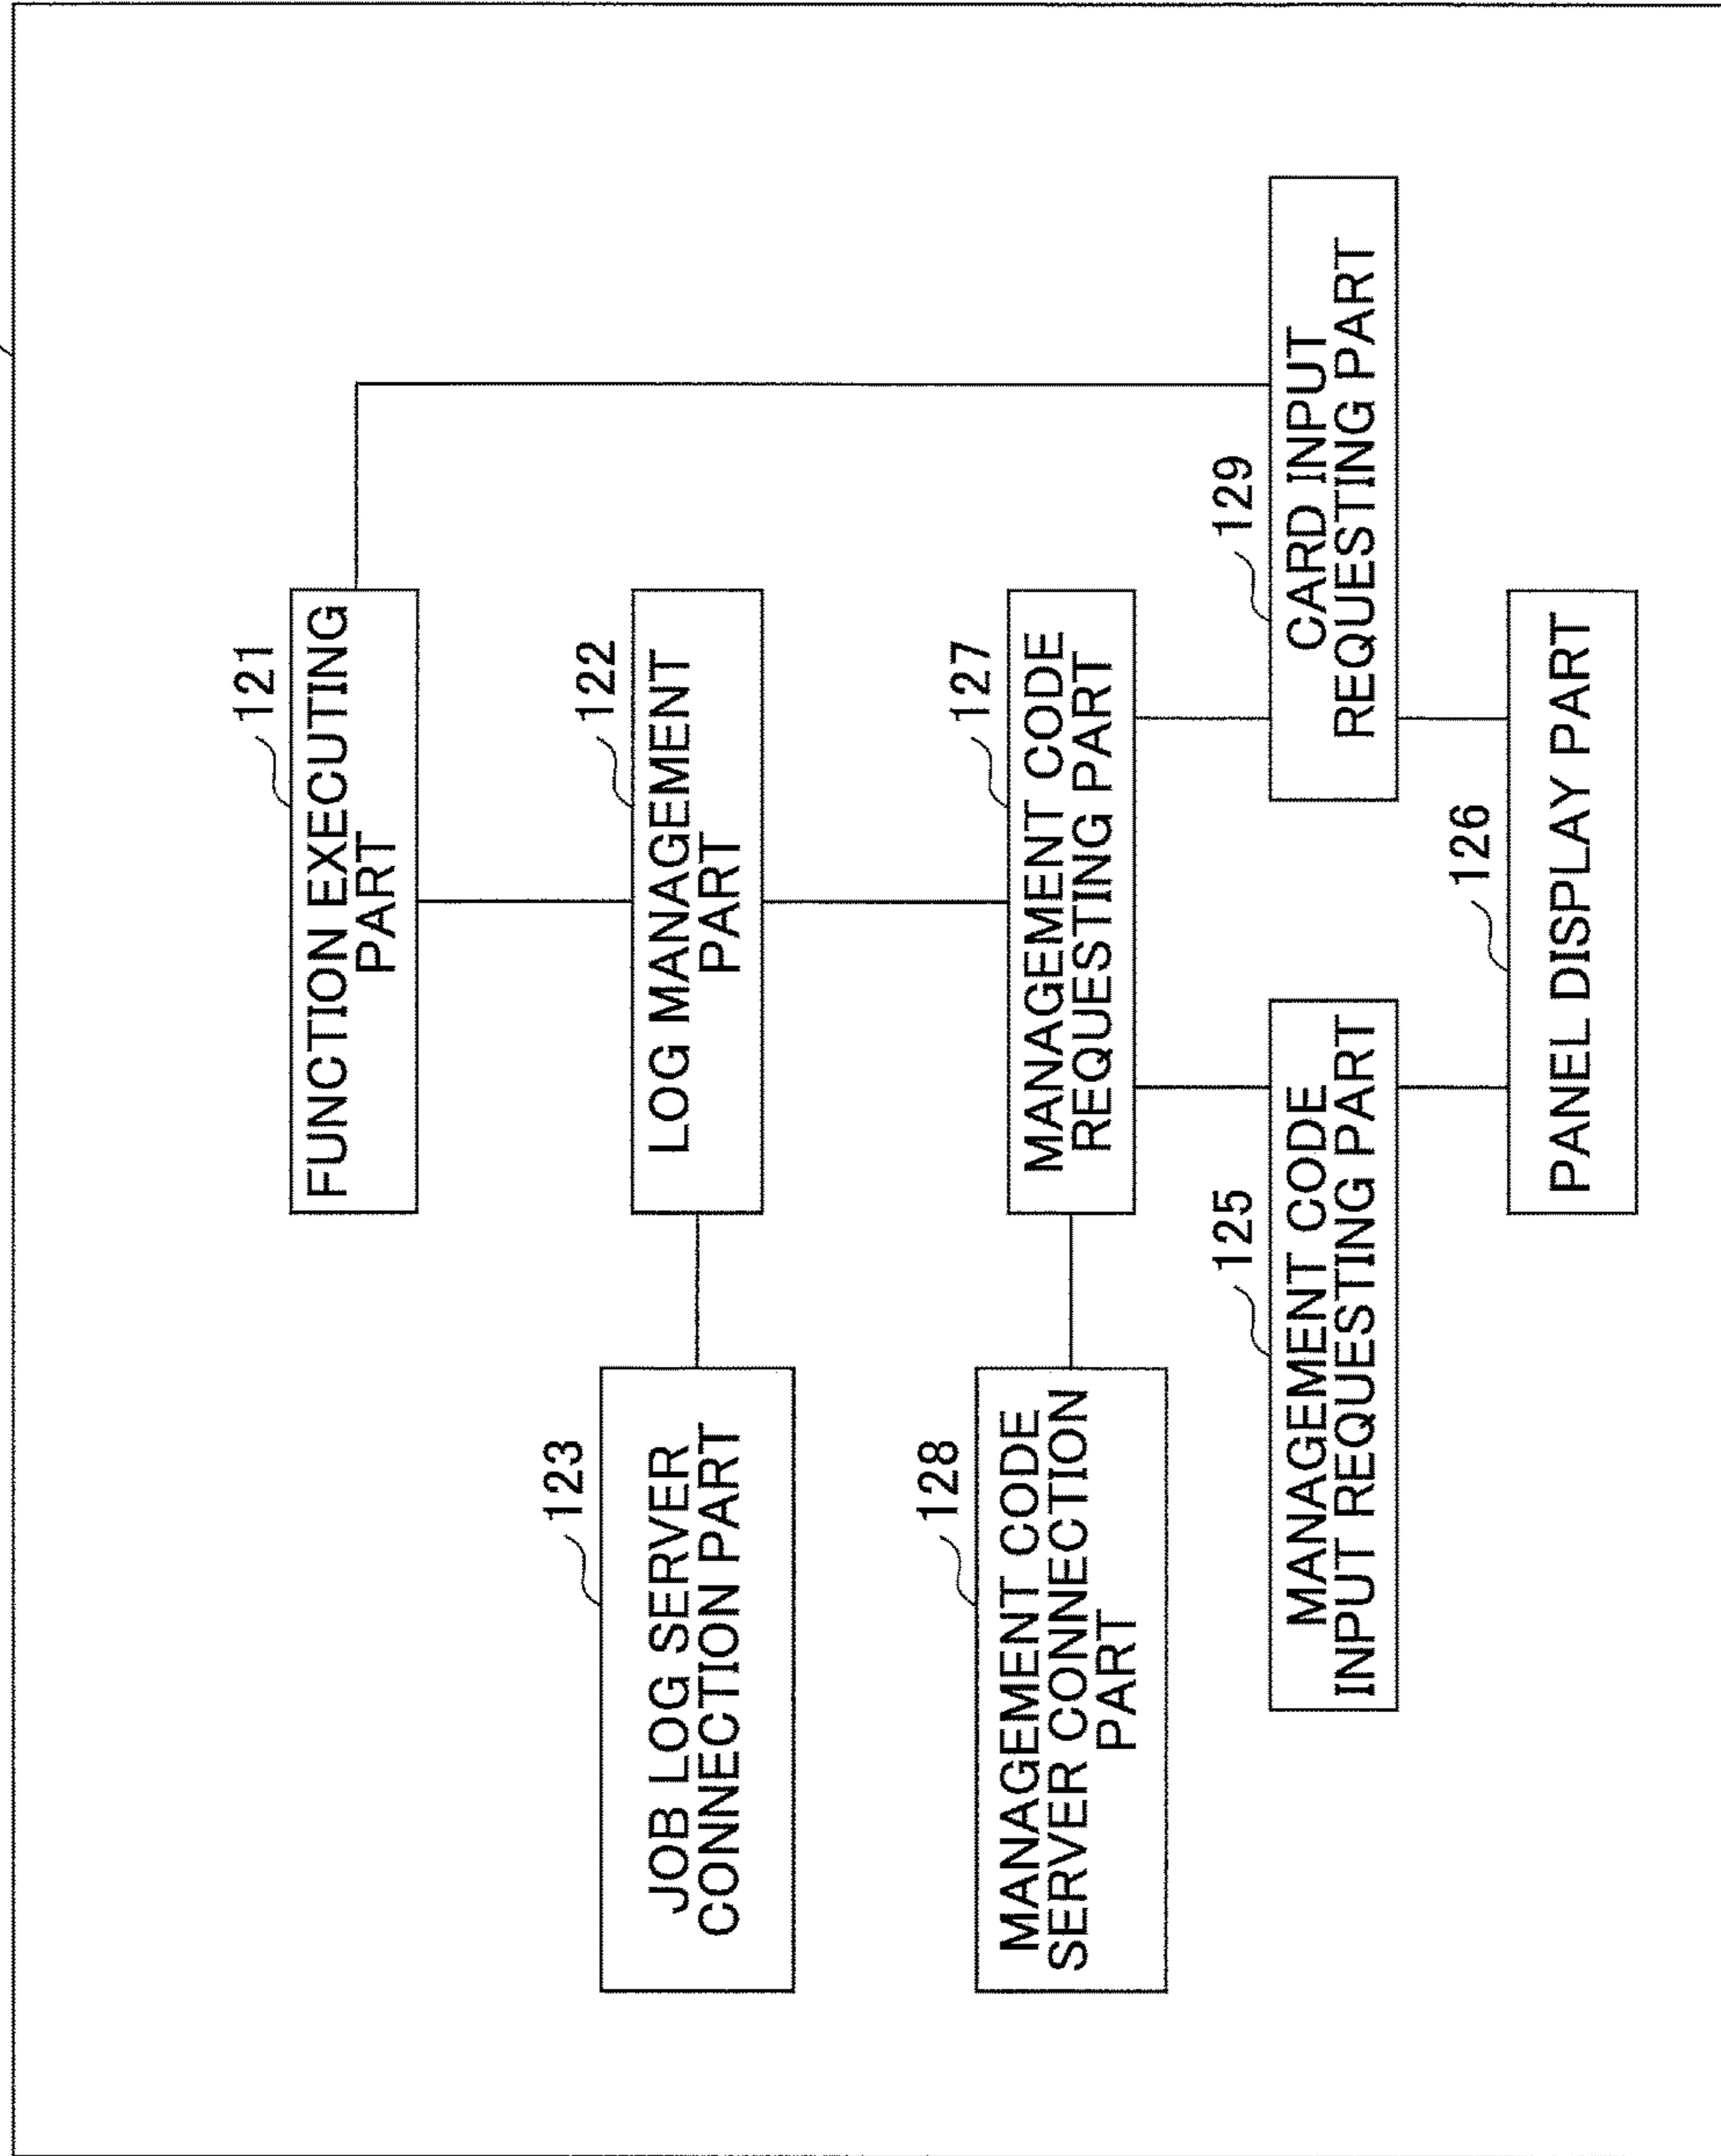 121
FUNCTION EXECUTING
PART
123
JOB LOG SERVER
CONNECTION PART
122
LOG MANAGEMENT
PART
128
MANAGEMENT CODE
SERVER CONNECTION
PART
127
MANAGEMENT CODE
REQUESTING PART
125
MANAGEMENT CODE
INPUT REQUESTING PART
129
CARD INPUT
REQUESTING PART
126
PANEL DISPLAY PART